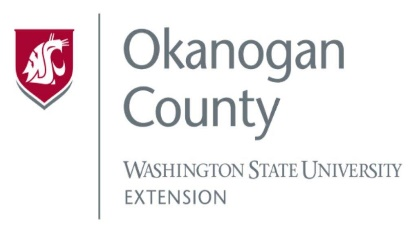 Okanogan
County
WASHINGTON STATE UNIVERSITY
EXTENSION